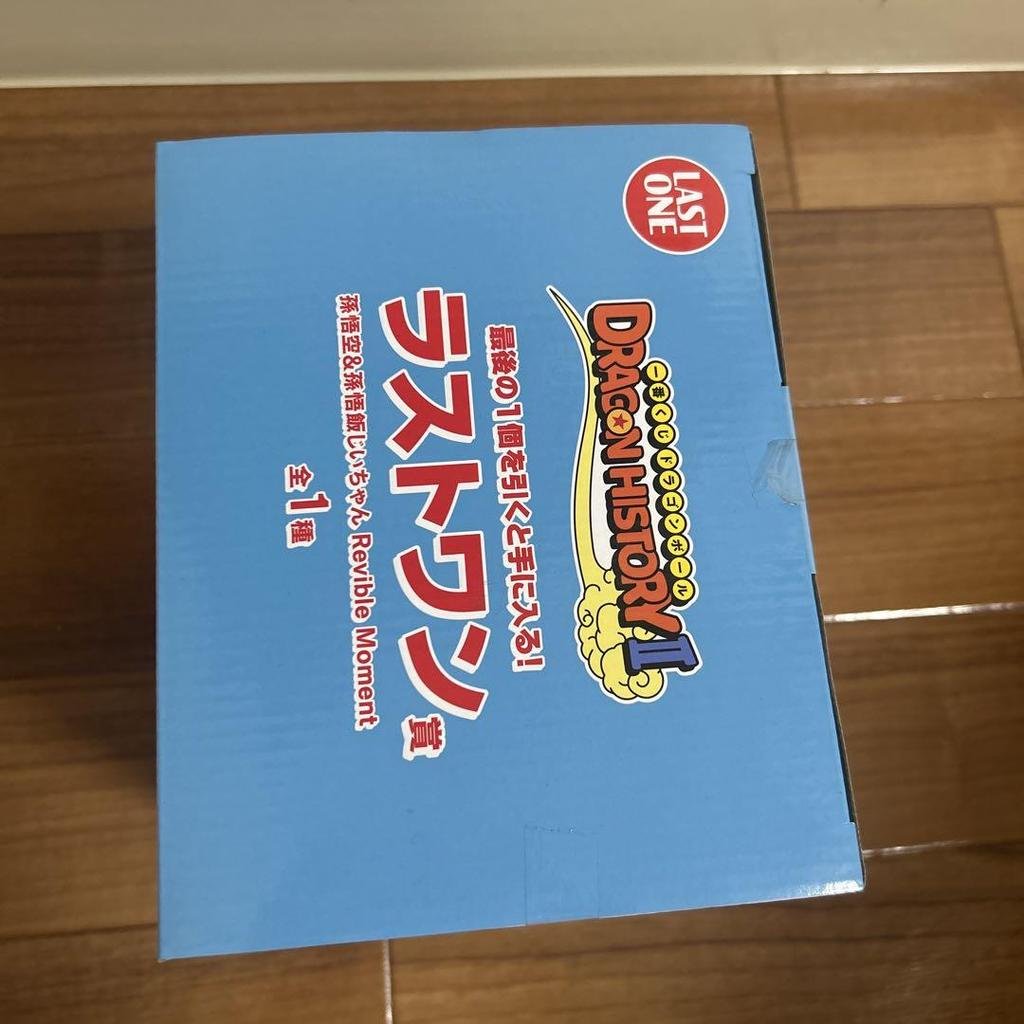 LAST
ONE
一番くじ ドラゴンボール
DRAGON HISTORY II
最後の1個を引くと手に入る!
ラストワン賞
孫悟空&孫悟飯じいちゃん Revible Moment
全1種